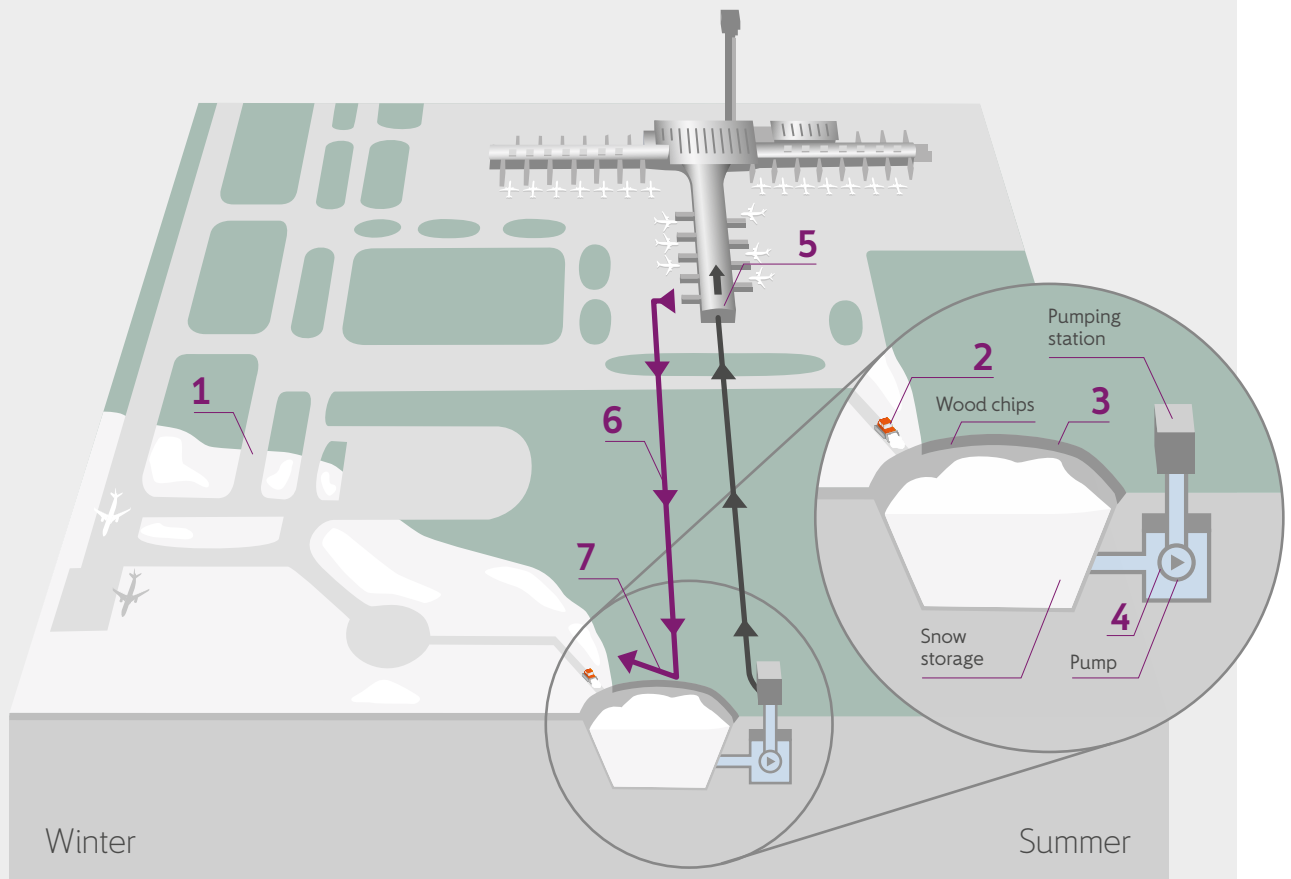 5
Pumping
station
2
1
Wood chips
3
6
7
4
Snow
storage
Pump
Winter
Summer